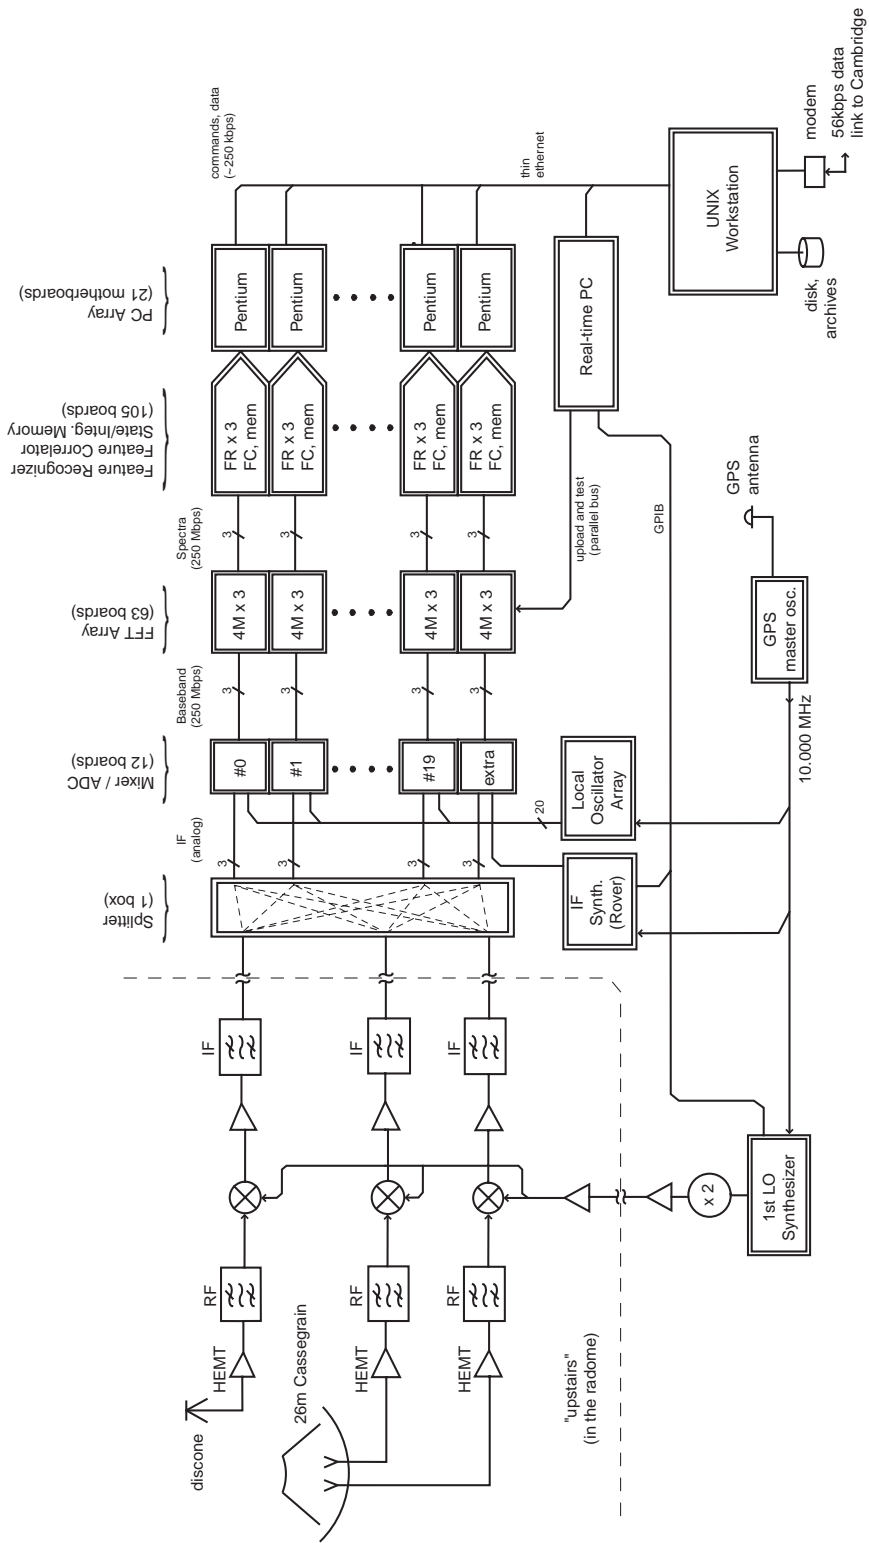 discone
26m Cassegrain
HEMT
HEMT
HEMT
RF
RF
RF
IF
IF
IF
"upstairs"
(in the radome)
x 2
1st LO
Synthesizer
Splitter
(1 box)
IF
(analog)
3
3
3
3
Mixer / ADC
(12 boards)
#0
#1
#19
extra
20
IF
Synth.
(Rover)
Local
Oscillator
Array
10.000 MHz
GPS
master osc.
GPS
antenna
Baseband
(250 Mbps)
3
3
3
3
FFT Array
(63 boards)
4M x 3
4M x 3
4M x 3
4M x 3
Spectra
(250 Mbps)
3
3
3
3
upload and test
(parallel bus)
GPIB
Feature Recognizer
Feature Correlator
State/Integ. Memory
(105 boards)
FR x 3
FC, mem
FR x 3
FC, mem
FR x 3
FC, mem
FR x 3
FC, mem
PC Array
(21 motherboards)
Pentium
Pentium
Pentium
Pentium
Real-time PC
commands, data
(~250 kbps)
thin
ethernet
UNIX
Workstation
disk,
archives
modem
56kbps data
link to Cambridge